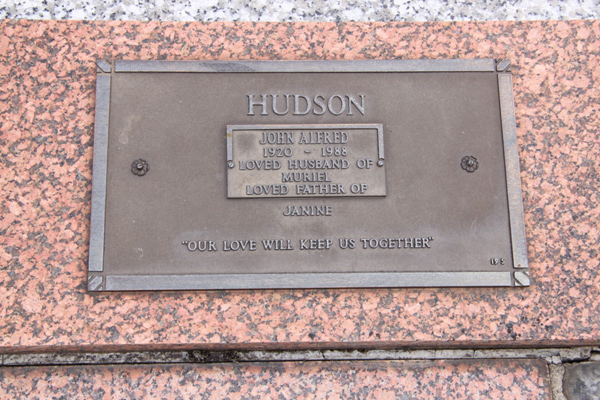 HUDSON
JOHN ALFRED
1920 - 1988
LOVED HUSBAND OF
MURIEL
LOVED FATHER OF
JANINE
"OUR LOVE WILL KEEP US TOGETHER"